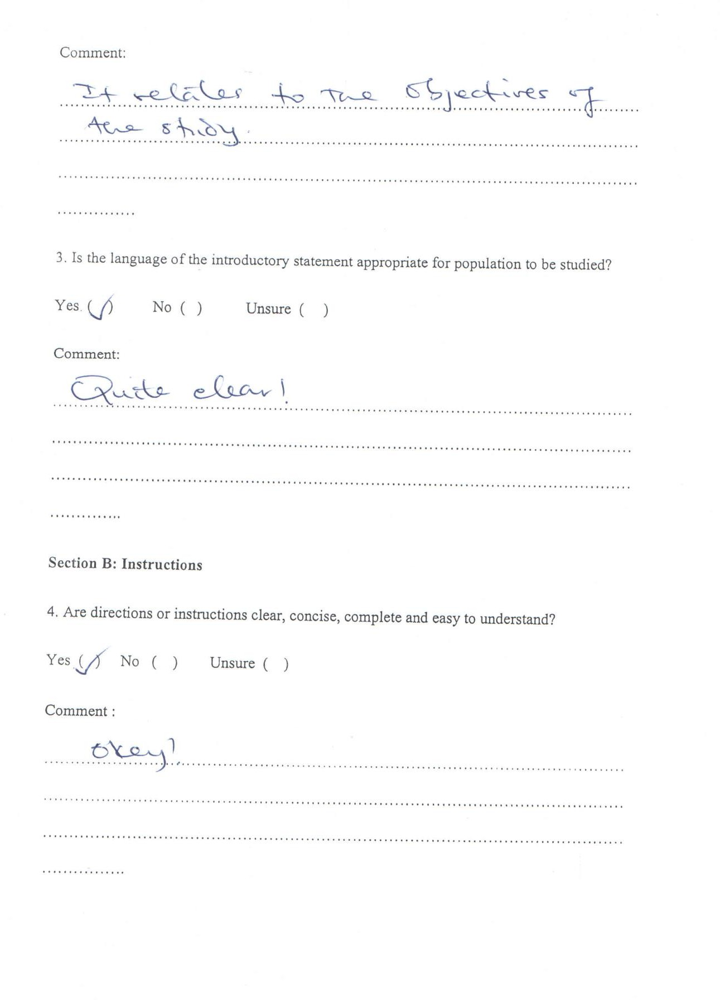 Comment:
It relates to the objectives of
the study.
................................................................................
...............
3. Is the language of the introductory statement appropriate for population to be studied?
Yes (✓) No ( ) Unsure ( )
Comment:
Quite clear!
................................................................................
................................................................................
..............
Section B: Instructions
4. Are directions or instructions clear, concise, complete and easy to understand?
Yes (✓) No ( ) Unsure ( )
Comment :
Okey!
................................................................................
................................................................................
................